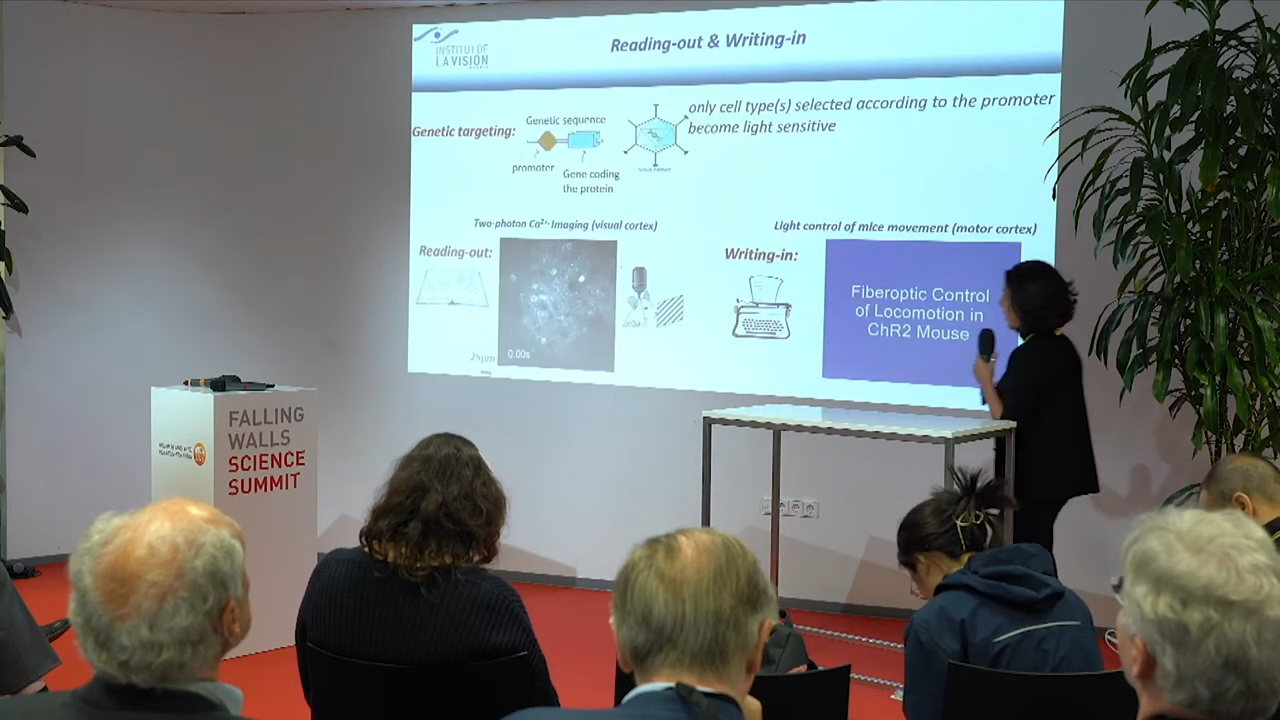 INSTITUT DE
LA VISION
Reading-out & Writing-in
Genetic targeting:
Genetic sequence
promoter
Gene coding
the protein
only cell type(s) selected according to the promoter
become light sensitive
Two-photon Ca²⁺ Imaging (visual cortex)
Reading-out:
25µm
0.00s
Light control of mice movement (motor cortex)
Writing-in:
Fiberoptic Control
of Locomotion in
ChR2 Mouse
FALLING
WALLS
SCIENCE
SUMMIT